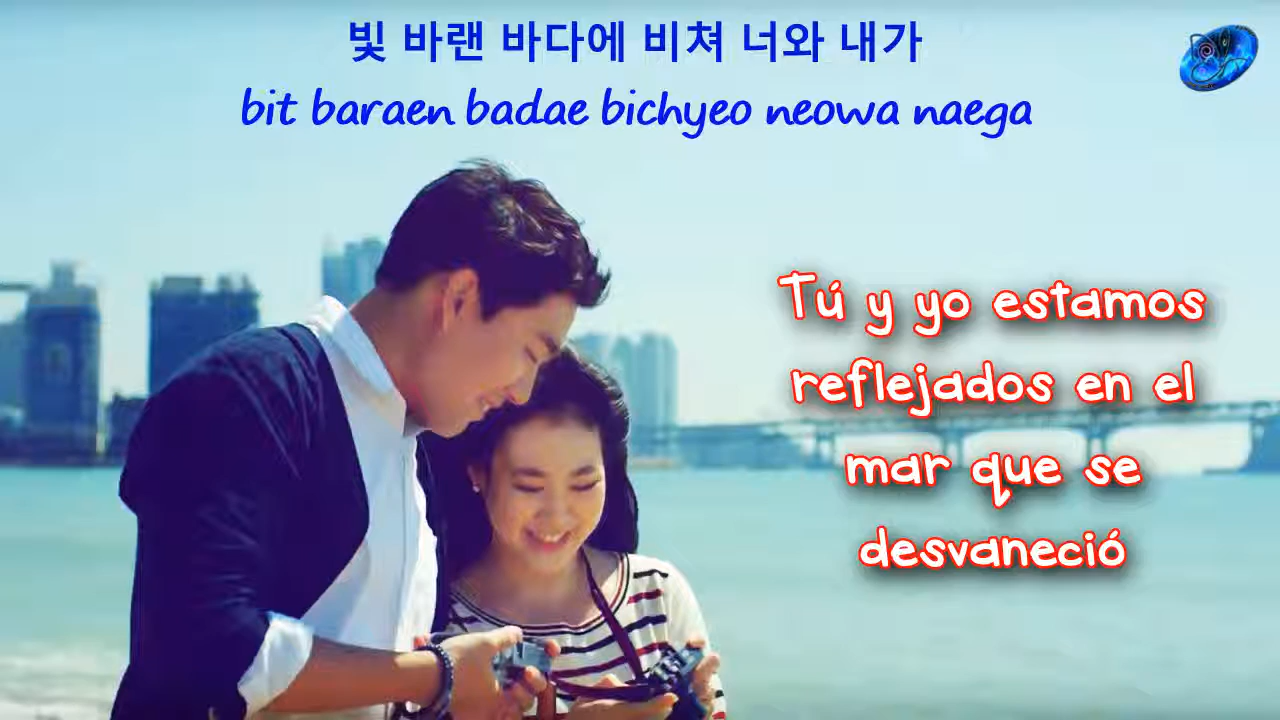 빛 바랜 바다에 비쳐 너와 내가
bit baraen badae bichyeo neowa naega
Tú y yo estamos
reflejados en el
mar que se
desvaneció